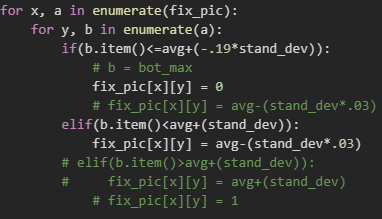 for x, a in enumerate(fix_pic):
    for y, b in enumerate(a):
        if(b.item()<=avg+(-.19*stand_dev)):
            # b = bot_max
            fix_pic[x][y] = 0
            # fix_pic[x][y] = avg-(stand_dev*.03)
        elif(b.item()<avg+(stand_dev)):
            fix_pic[x][y] = avg-(stand_dev*.03)
        # elif(b.item()>avg+(stand_dev)):
        #     fix_pic[x][y] = avg+(stand_dev)
            # fix_pic[x][y] = 1